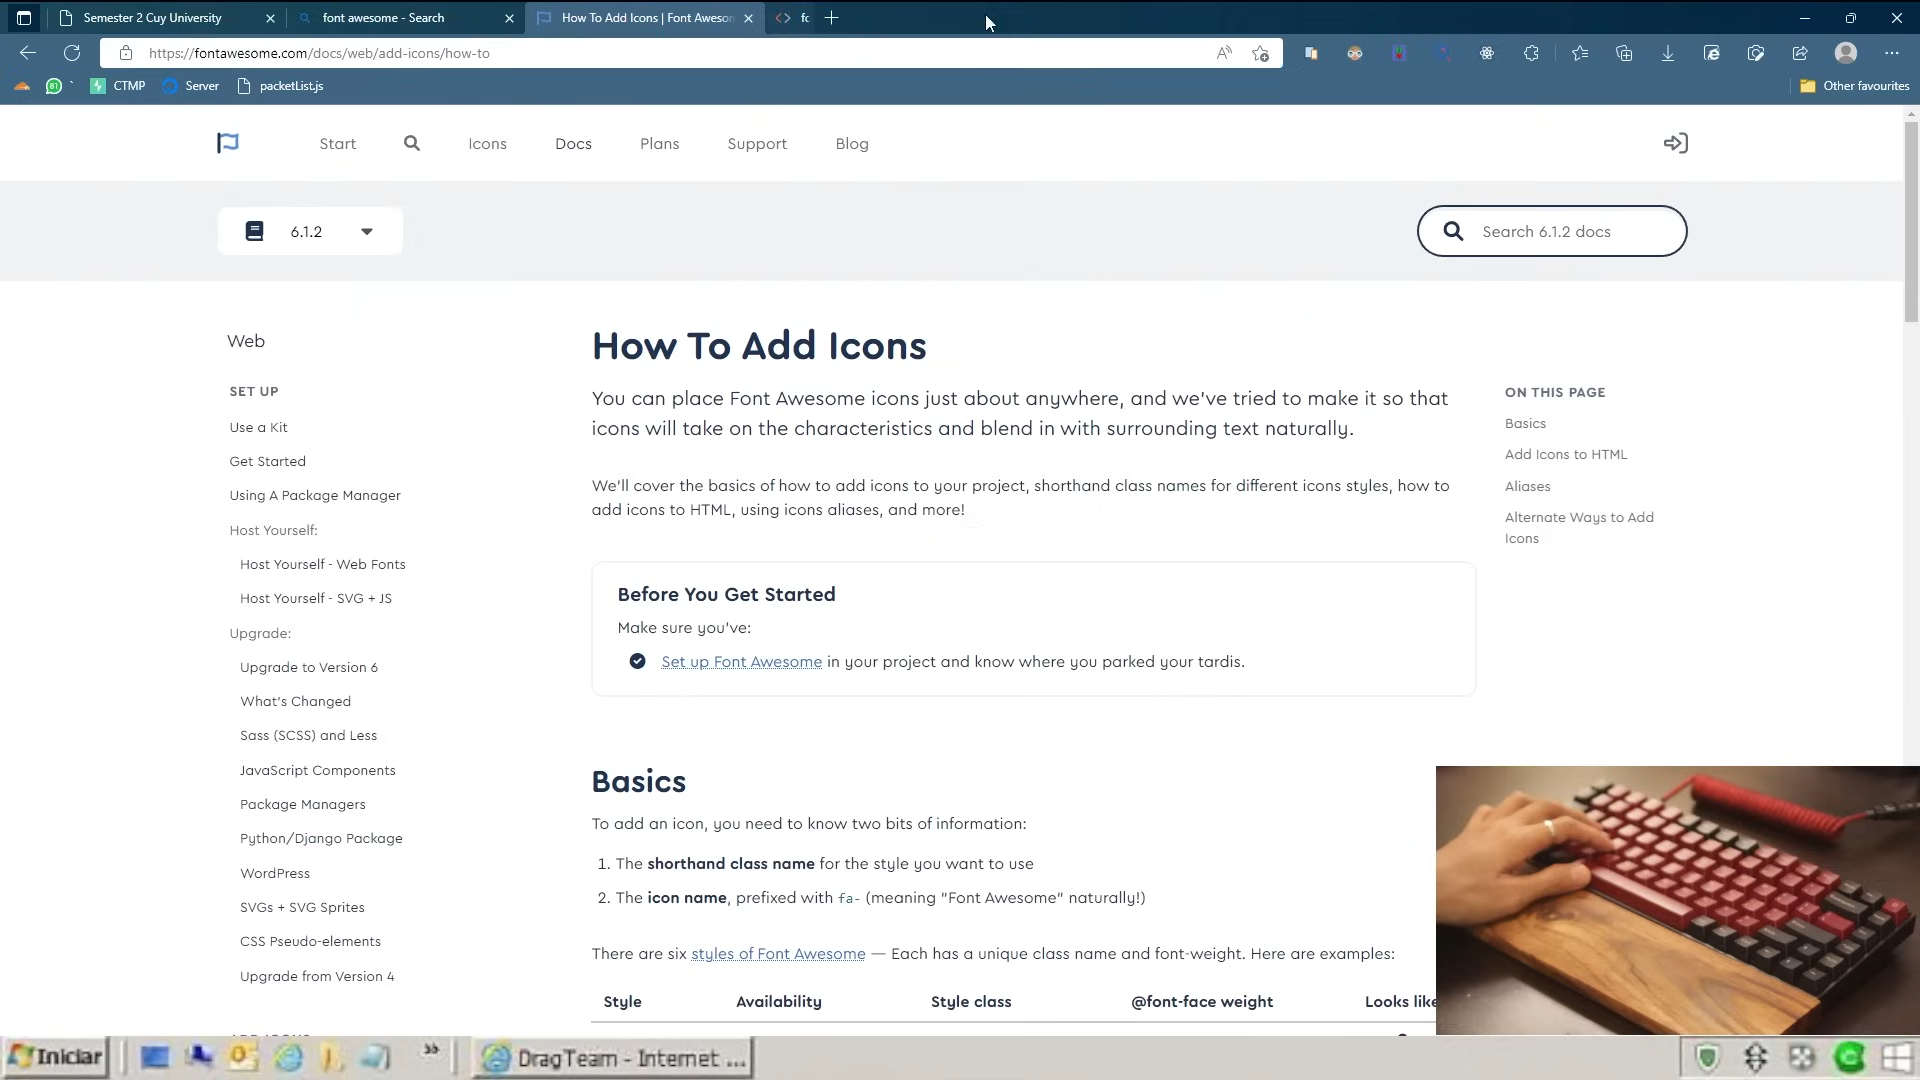 Semester 2 Cuy University
font awesome - Search
How To Add Icons | Font Aweson
https://fontawesome.com/docs/web/add-icons/how-to
CTMP
Server
packetList.js
Other favourites
Start
Icons
Docs
Plans
Support
Blog
6.1.2
Search 6.1.2 docs
Web
SET UP
Use a Kit
Get Started
Using A Package Manager
Host Yourself:
Host Yourself - Web Fonts
Host Yourself - SVG + JS
Upgrade:
Upgrade to Version 6
What's Changed
Sass (SCSS) and Less
JavaScript Components
Package Managers
Python/Django Package
WordPress
SVGs + SVG Sprites
CSS Pseudo-elements
Upgrade from Version 4
How To Add Icons
You can place Font Awesome icons just about anywhere, and we've tried to make it so that
icons will take on the characteristics and blend in with surrounding text naturally.
We'll cover the basics of how to add icons to your project, shorthand class names for different icons styles, how to
add icons to HTML, using icons aliases, and more!
Before You Get Started
Make sure you've:
Set up Font Awesome in your project and know where you parked your tardis.
Basics
To add an icon, you need to know two bits of information:
1. The shorthand class name for the style you want to use
2. The icon name, prefixed with fa- (meaning "Font Awesome" naturally!)
There are six styles of Font Awesome — Each has a unique class name and font-weight. Here are examples:
Style Availability Style class @font-face weight Looks like
ON THIS PAGE
Basics
Add Icons to HTML
Aliases
Alternate Ways to Add
Icons
Iniciar
DragTeam - Internet ...